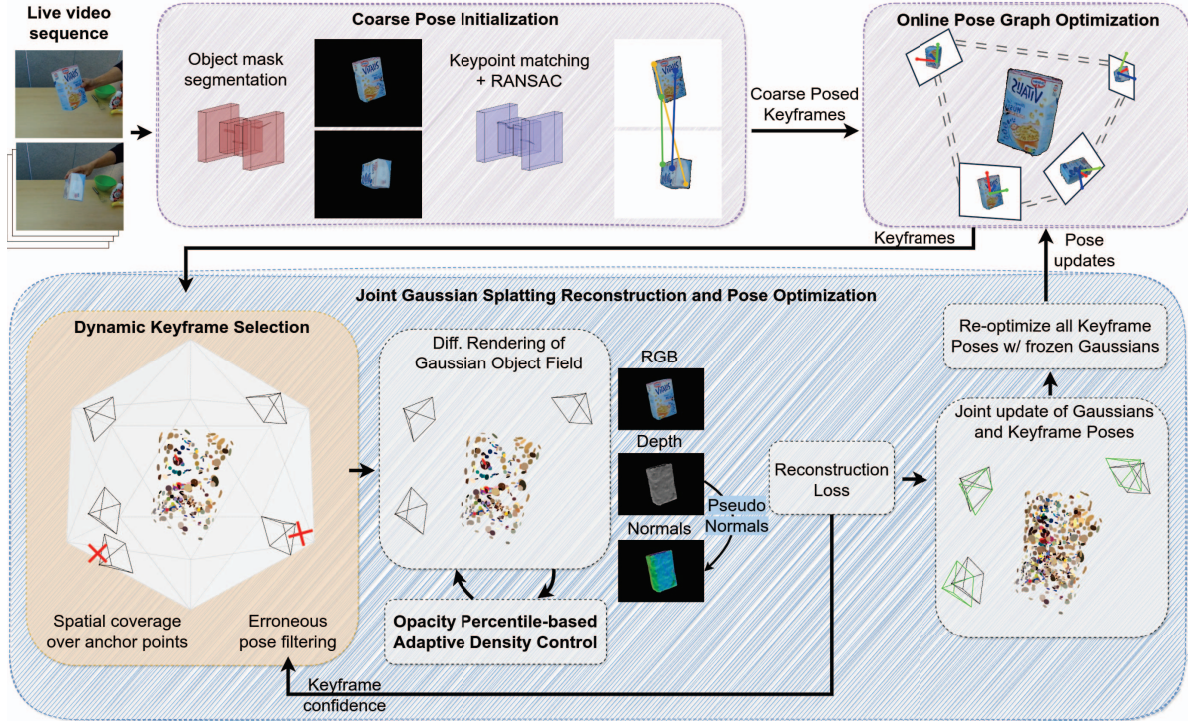 Live video
sequence
Coarse Pose Initialization
Object mask
segmentation
Keypoint matching
+ RANSAC
Coarse Posed
Keyframes
Online Pose Graph Optimization
Keyframes
Pose
updates
Joint Gaussian Splatting Reconstruction and Pose Optimization
Dynamic Keyframe Selection
Spatial coverage
over anchor points
Erroneous
pose filtering
Diff. Rendering of
Gaussian Object Field
Opacity Percentile-based
Adaptive Density Control
RGB
Depth
Pseudo
Normals
Normals
Reconstruction
Loss
Re-optimize all Keyframe
Poses w/ frozen Gaussians
Joint update of Gaussians
and Keyframe Poses
Keyframe
confidence